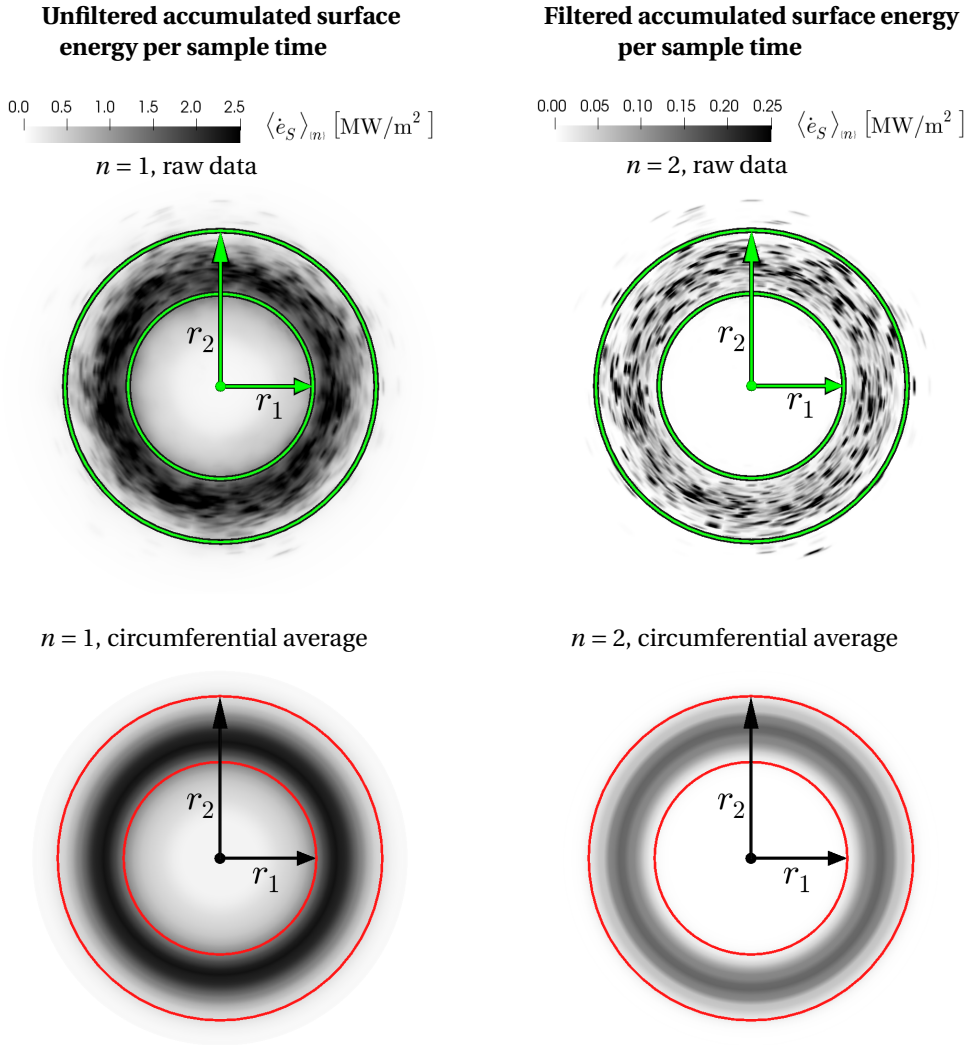 Unfiltered accumulated surface
energy per sample time
0.0 0.5 1.0 1.5 2.0 2.5
⟨ė_S⟩_{n} [MW/m²]
n = 1, raw data
r₂
r₁
n = 1, circumferential average
r₂
r₁
Filtered accumulated surface energy
per sample time
0.00 0.05 0.10 0.15 0.20 0.25
⟨ė_S⟩_{n} [MW/m²]
n = 2, raw data
r₂
r₁
n = 2, circumferential average
r₂
r₁